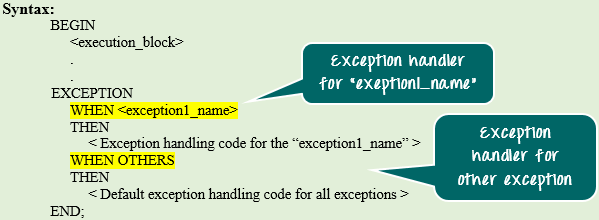 Syntax:
BEGIN
<execution_block>
.
.
EXCEPTION
WHEN <exception1_name>
THEN
< Exception handling code for the “exception1_name” >
WHEN OTHERS
THEN
< Default exception handling code for all exceptions >
END;
Exception handler
for "exeption1_name"
Exception
handler for
other exception